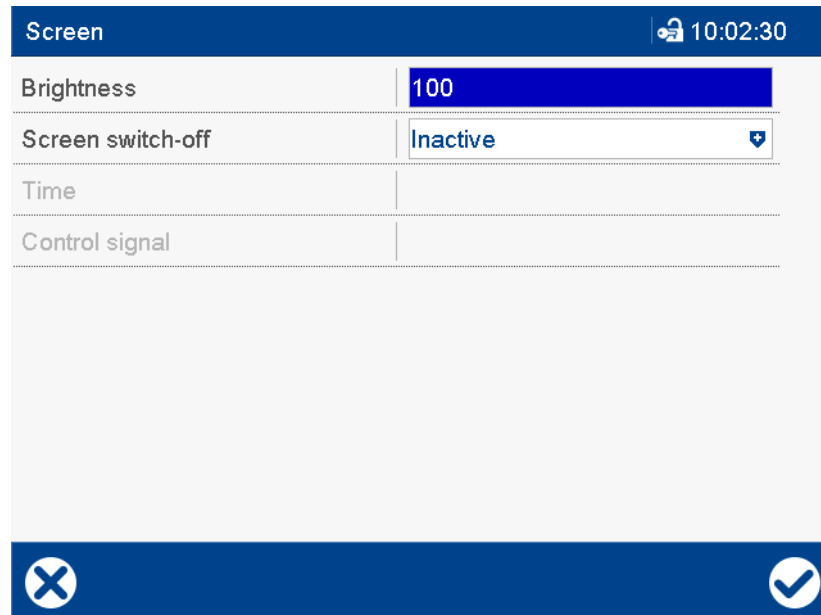 Screen 10:02:30
Brightness 100
Screen switch-off Inactive
Time
Control signal